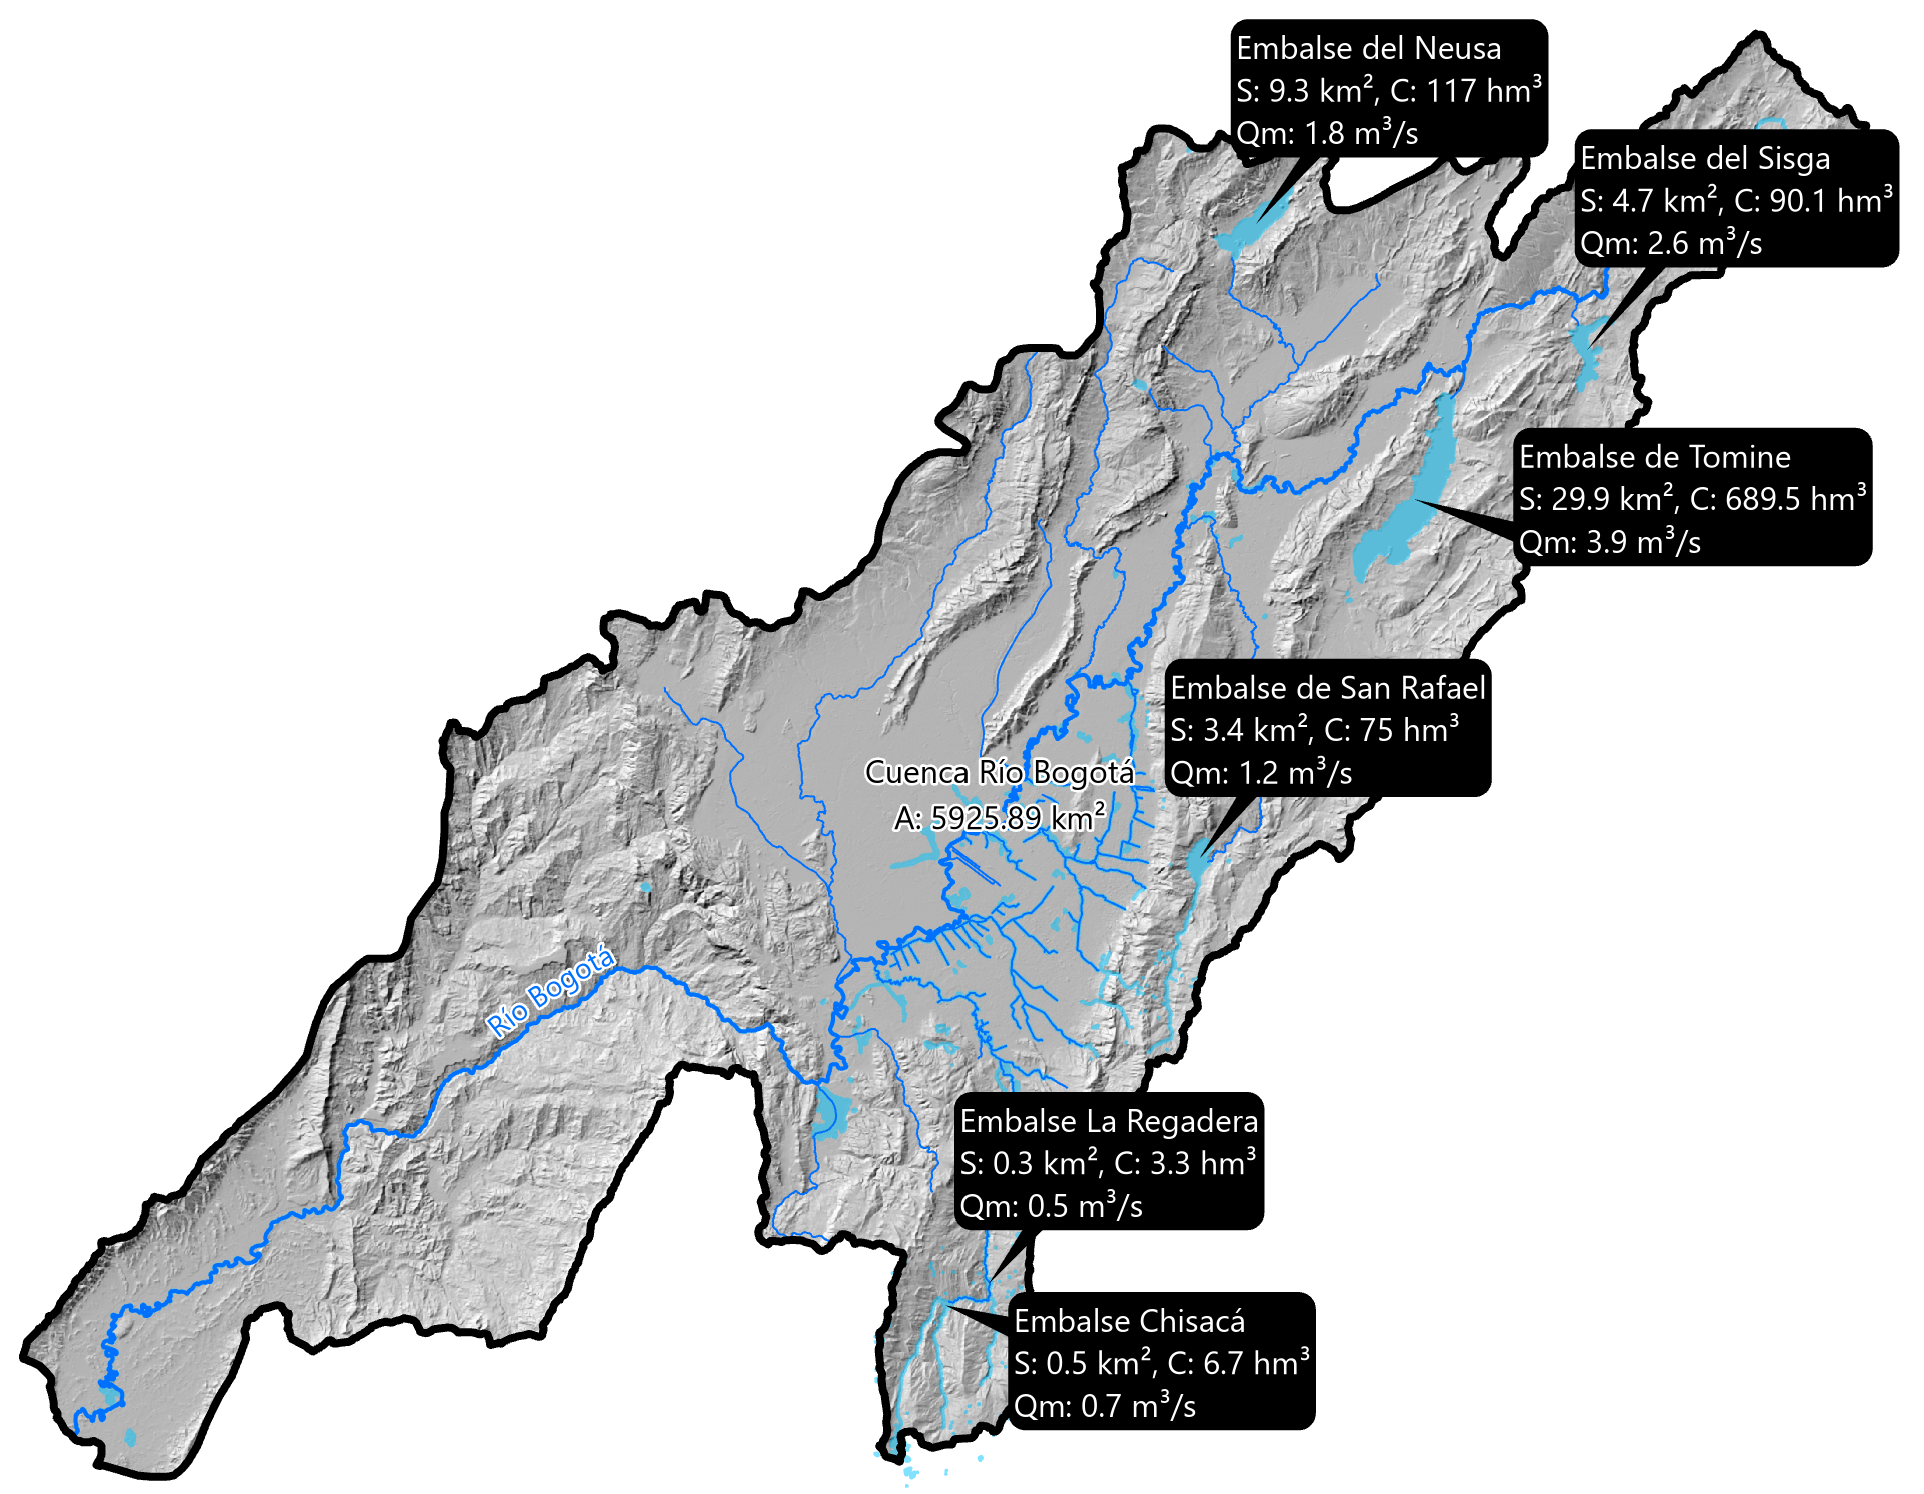 Embalse del Neusa
S: 9.3 km², C: 117 hm³
Qm: 1.8 m³/s
Embalse del Sisga
S: 4.7 km², C: 90.1 hm³
Qm: 2.6 m³/s
Embalse de Tomine
S: 29.9 km², C: 689.5 hm³
Qm: 3.9 m³/s
Embalse de San Rafael
S: 3.4 km², C: 75 hm³
Qm: 1.2 m³/s
Cuenca Río Bogotá
A: 5925.89 km²
Río Bogotá
Embalse La Regadera
S: 0.3 km², C: 3.3 hm³
Qm: 0.5 m³/s
Embalse Chisacá
S: 0.5 km², C: 6.7 hm³
Qm: 0.7 m³/s